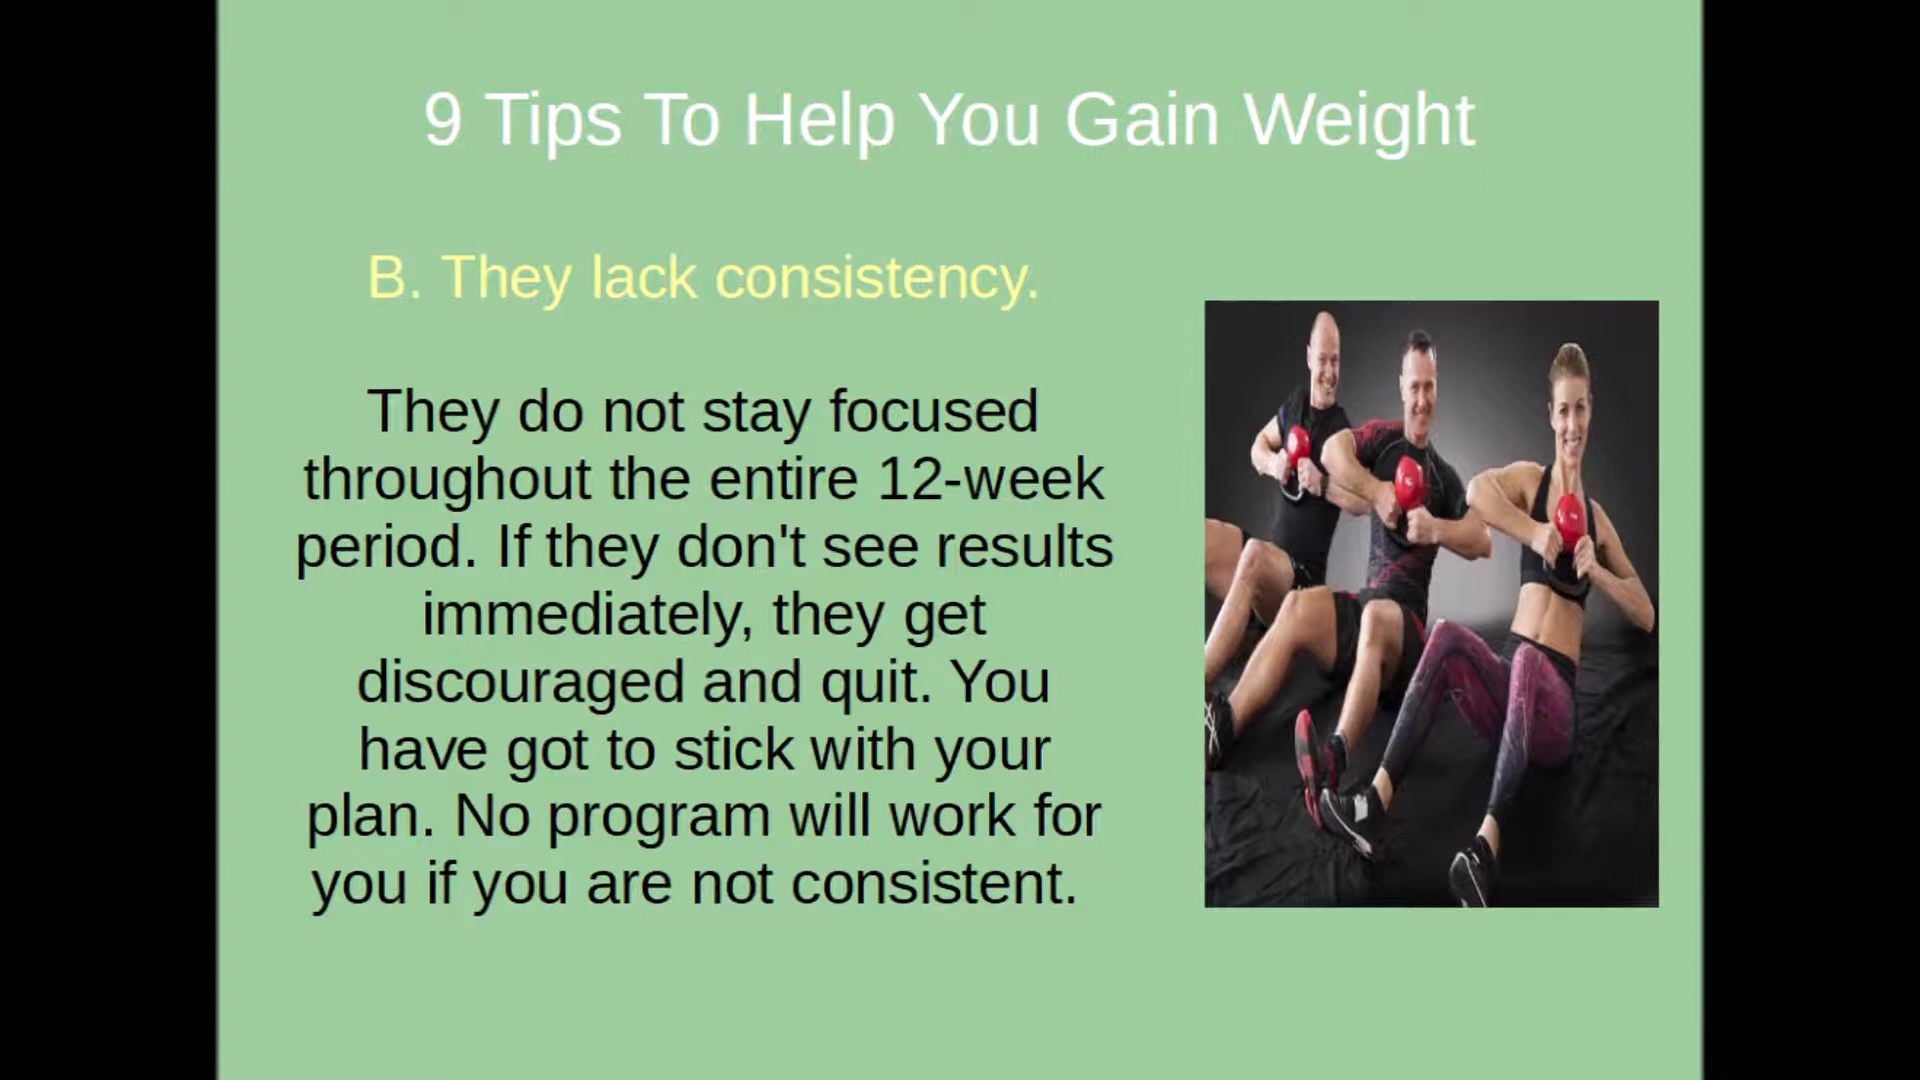 9 Tips To Help You Gain Weight
B. They lack consistency.
They do not stay focused
throughout the entire 12-week
period. If they don't see results
immediately, they get
discouraged and quit. You
have got to stick with your
plan. No program will work for
you if you are not consistent.